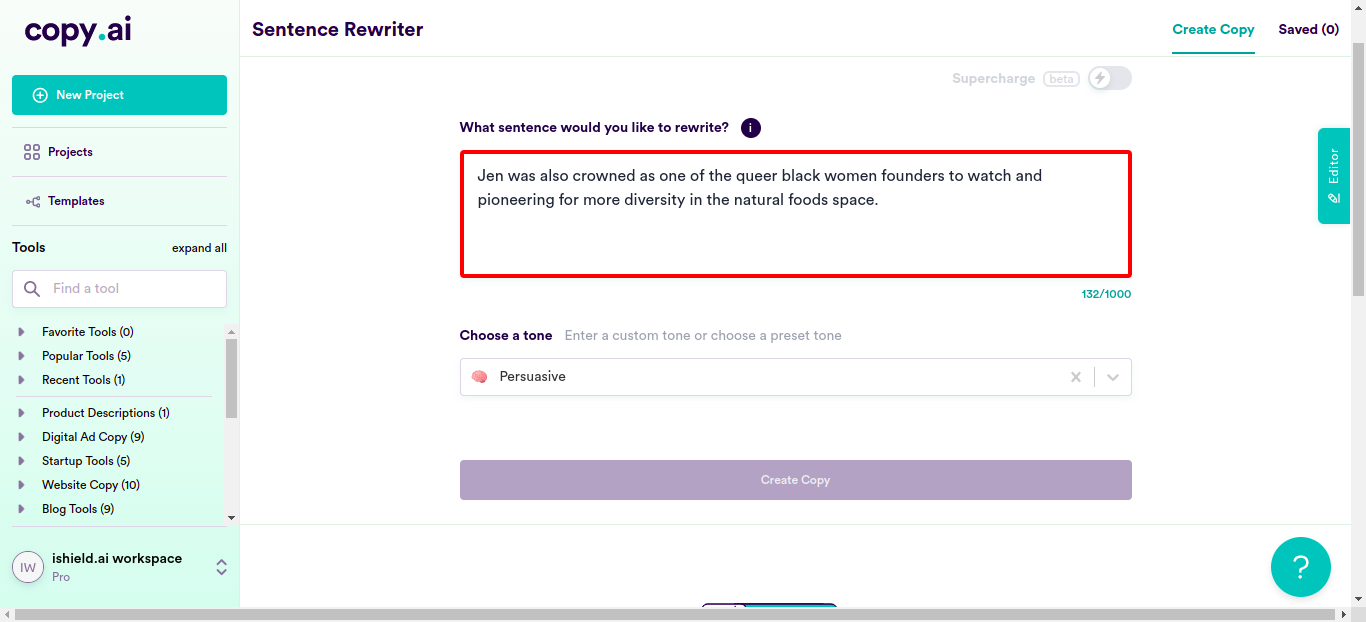 copy.ai
Sentence Rewriter
Create Copy
Saved (0)
New Project
Projects
Templates
Tools
expand all
Find a tool
Favorite Tools (0)
Popular Tools (5)
Recent Tools (1)
Product Descriptions (1)
Digital Ad Copy (9)
Startup Tools (5)
Website Copy (10)
Blog Tools (9)
IW
ishield.ai workspace
Pro
Supercharge beta
What sentence would you like to rewrite? i
Jen was also crowned as one of the queer black women founders to watch and
pioneering for more diversity in the natural foods space.
132/1000
Choose a tone Enter a custom tone or choose a preset tone
Persuasive
Create Copy
Editor
?